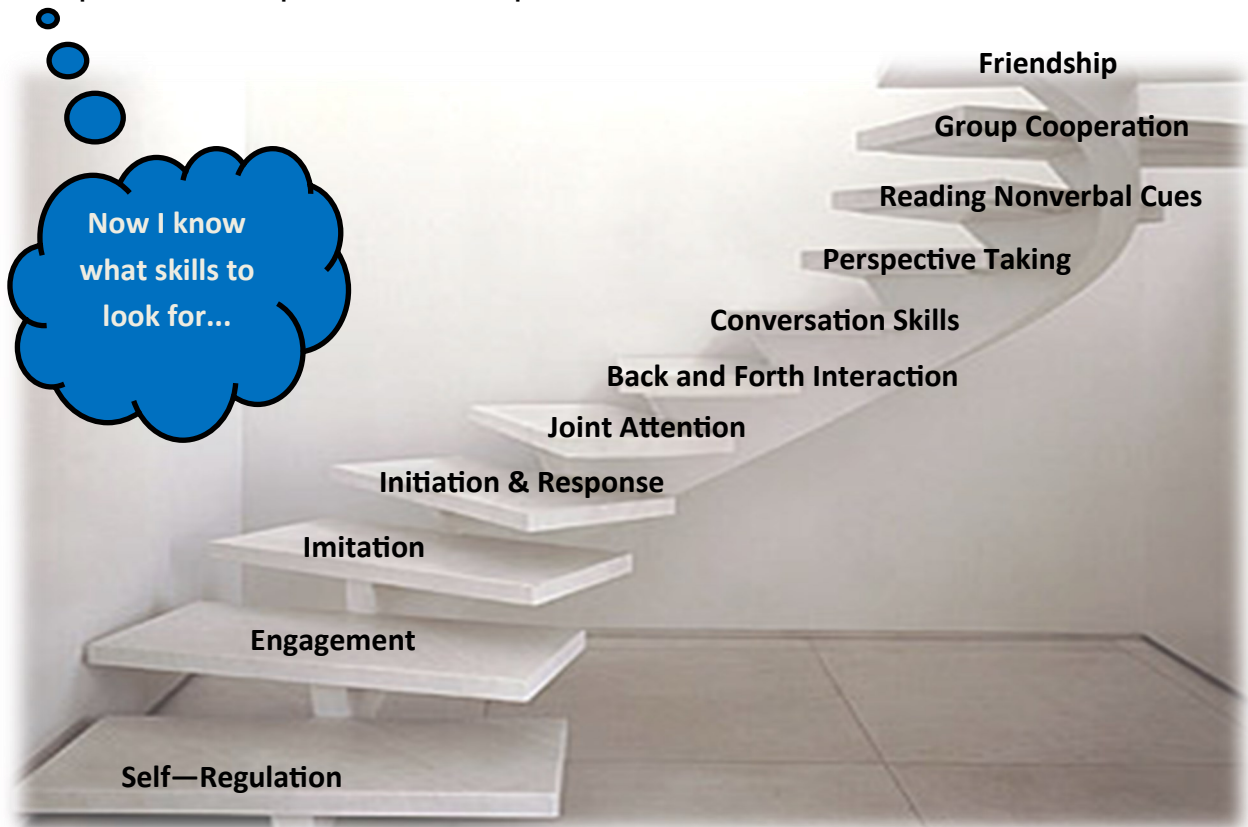 Friendship
Group Cooperation
Reading Nonverbal Cues
Perspective Taking
Conversation Skills
Back and Forth Interaction
Joint Attention
Initiation & Response
Imitation
Engagement
Self—Regulation
Now I know
what skills to
look for...